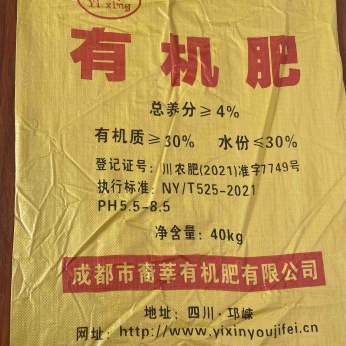 Yi xing
有机肥
总养分≥4%
有机质≥30% 水份≤30%
登记证号：川农肥(2021)准字7749号
执行标准：NY/T525-2021
PH5.5-8.5
净含量：40kg
成都市裔莘有机肥有限公司
地址：四川·邛崃
网址：http://www.yixinyoujifei.cn